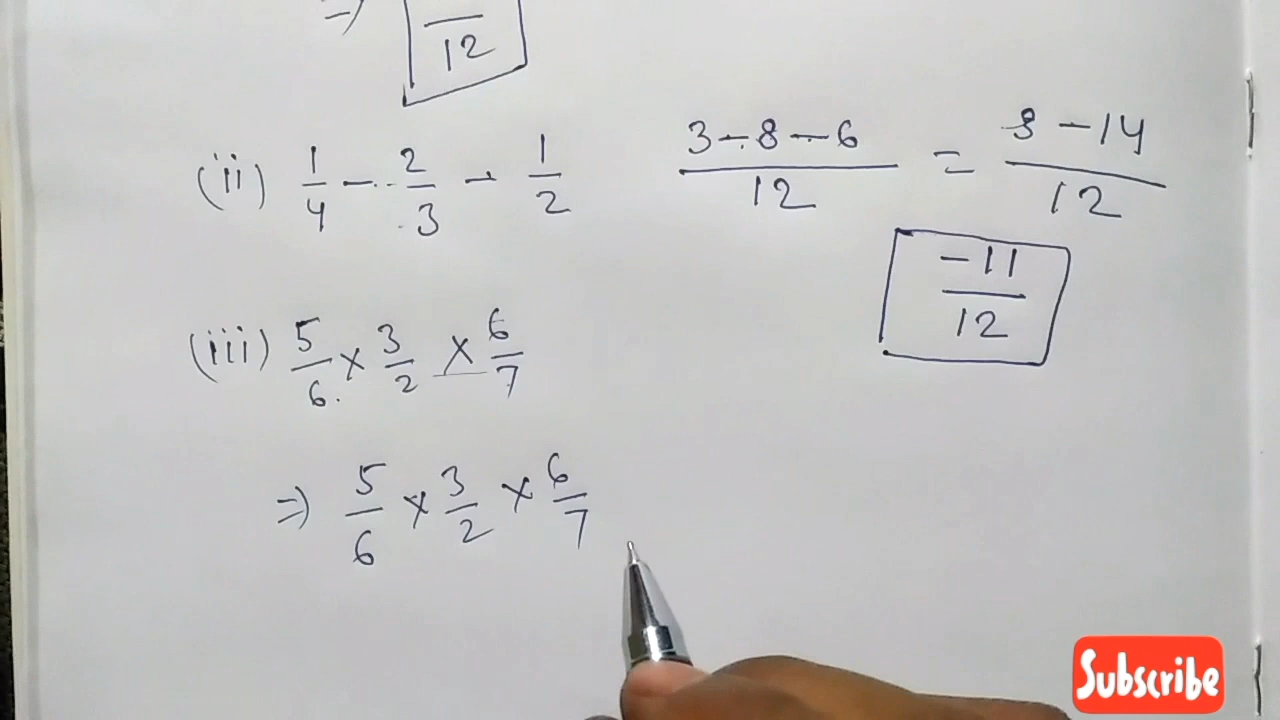 ⇒ 12
(ii) 1/4 - 2/3 - 1/2
3-8-6/12 = 3-14/12
-11/12
(iii) 5/6 × 3/2 × 6/7
⇒ 5/6 × 3/2 × 6/7
Subscribe